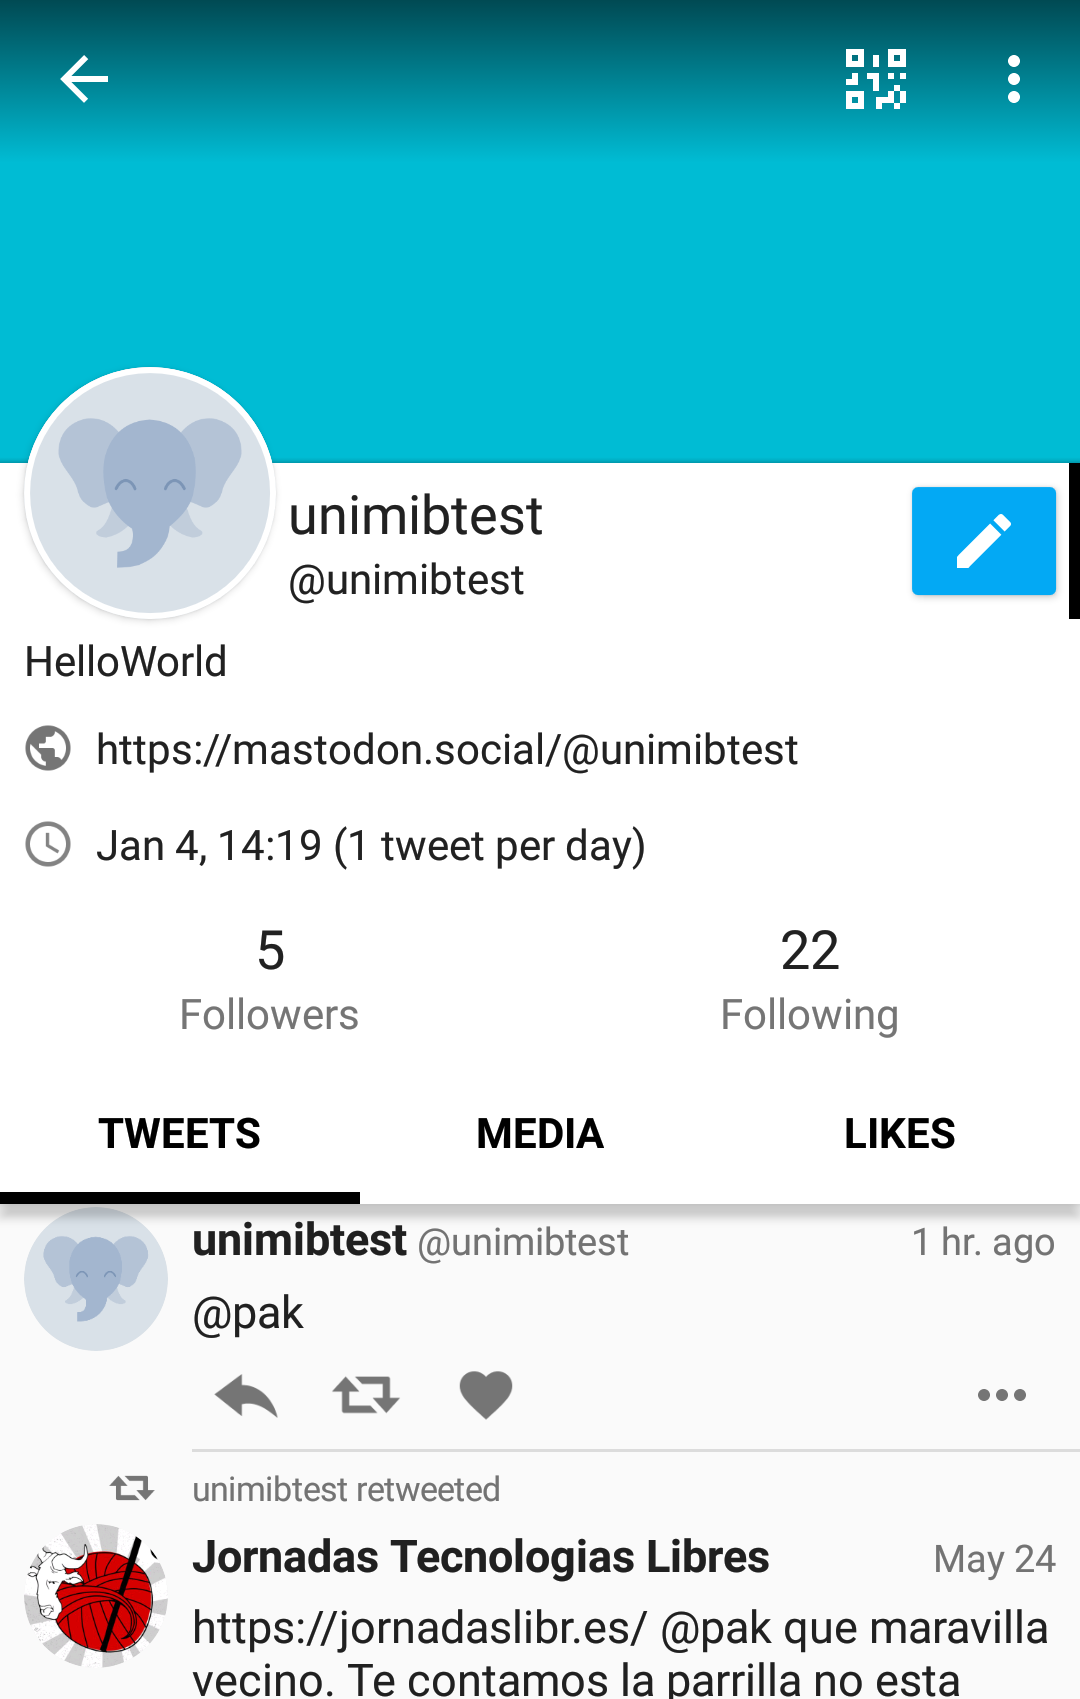 unimibtest
@unimibtest
HelloWorld
https://mastodon.social/@unimibtest
Jan 4, 14:19 (1 tweet per day)
5
Followers
22
Following
TWEETS
MEDIA
LIKES
unimibtest @unimibtest 1 hr. ago
@pak
unimibtest retweeted
Jornadas Tecnologias Libres May 24
https://jornadaslibr.es/ @pak que maravilla
vecino. Te contamos la parrilla no esta